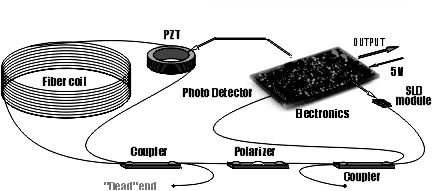 PZT
OUTPUT
5V
Fiber coil
Photo Detector
SLD
module
Electronics
Coupler
Polarizer
Coupler
"Dead" end